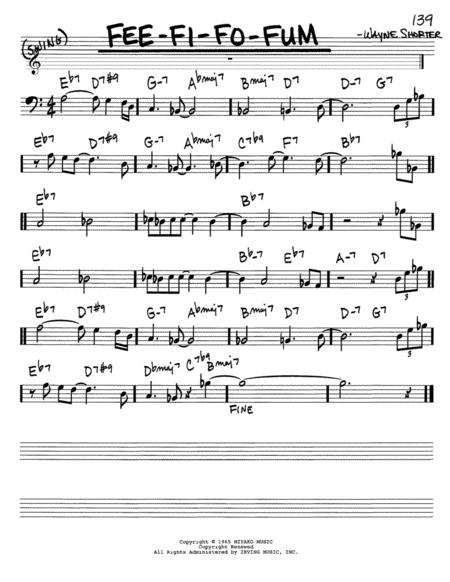 139
(SWING)
FEE-FI-FO-FUM
-WAYNE SHORTER
Eb7 D7#9 G-7 Abmaj7 Bmaj7 D7 D-7 G7
3
Eb7 D7#9 G-7 Abmaj7 C7b9 F7 Bb7
Eb7 Bb7
Eb7 Bb-7 Eb7 A-7 D7
3
Eb7 D7#9 G-7 Abmaj7 Bmaj7 D7 D-7 G7
3
Eb7 D7#9 Dbmaj7 C7b9 Bmaj7
FINE
Copyright © 1965 MIYAKO MUSIC
Copyright Renewed
All Rights Administered by IRVING MUSIC, INC.